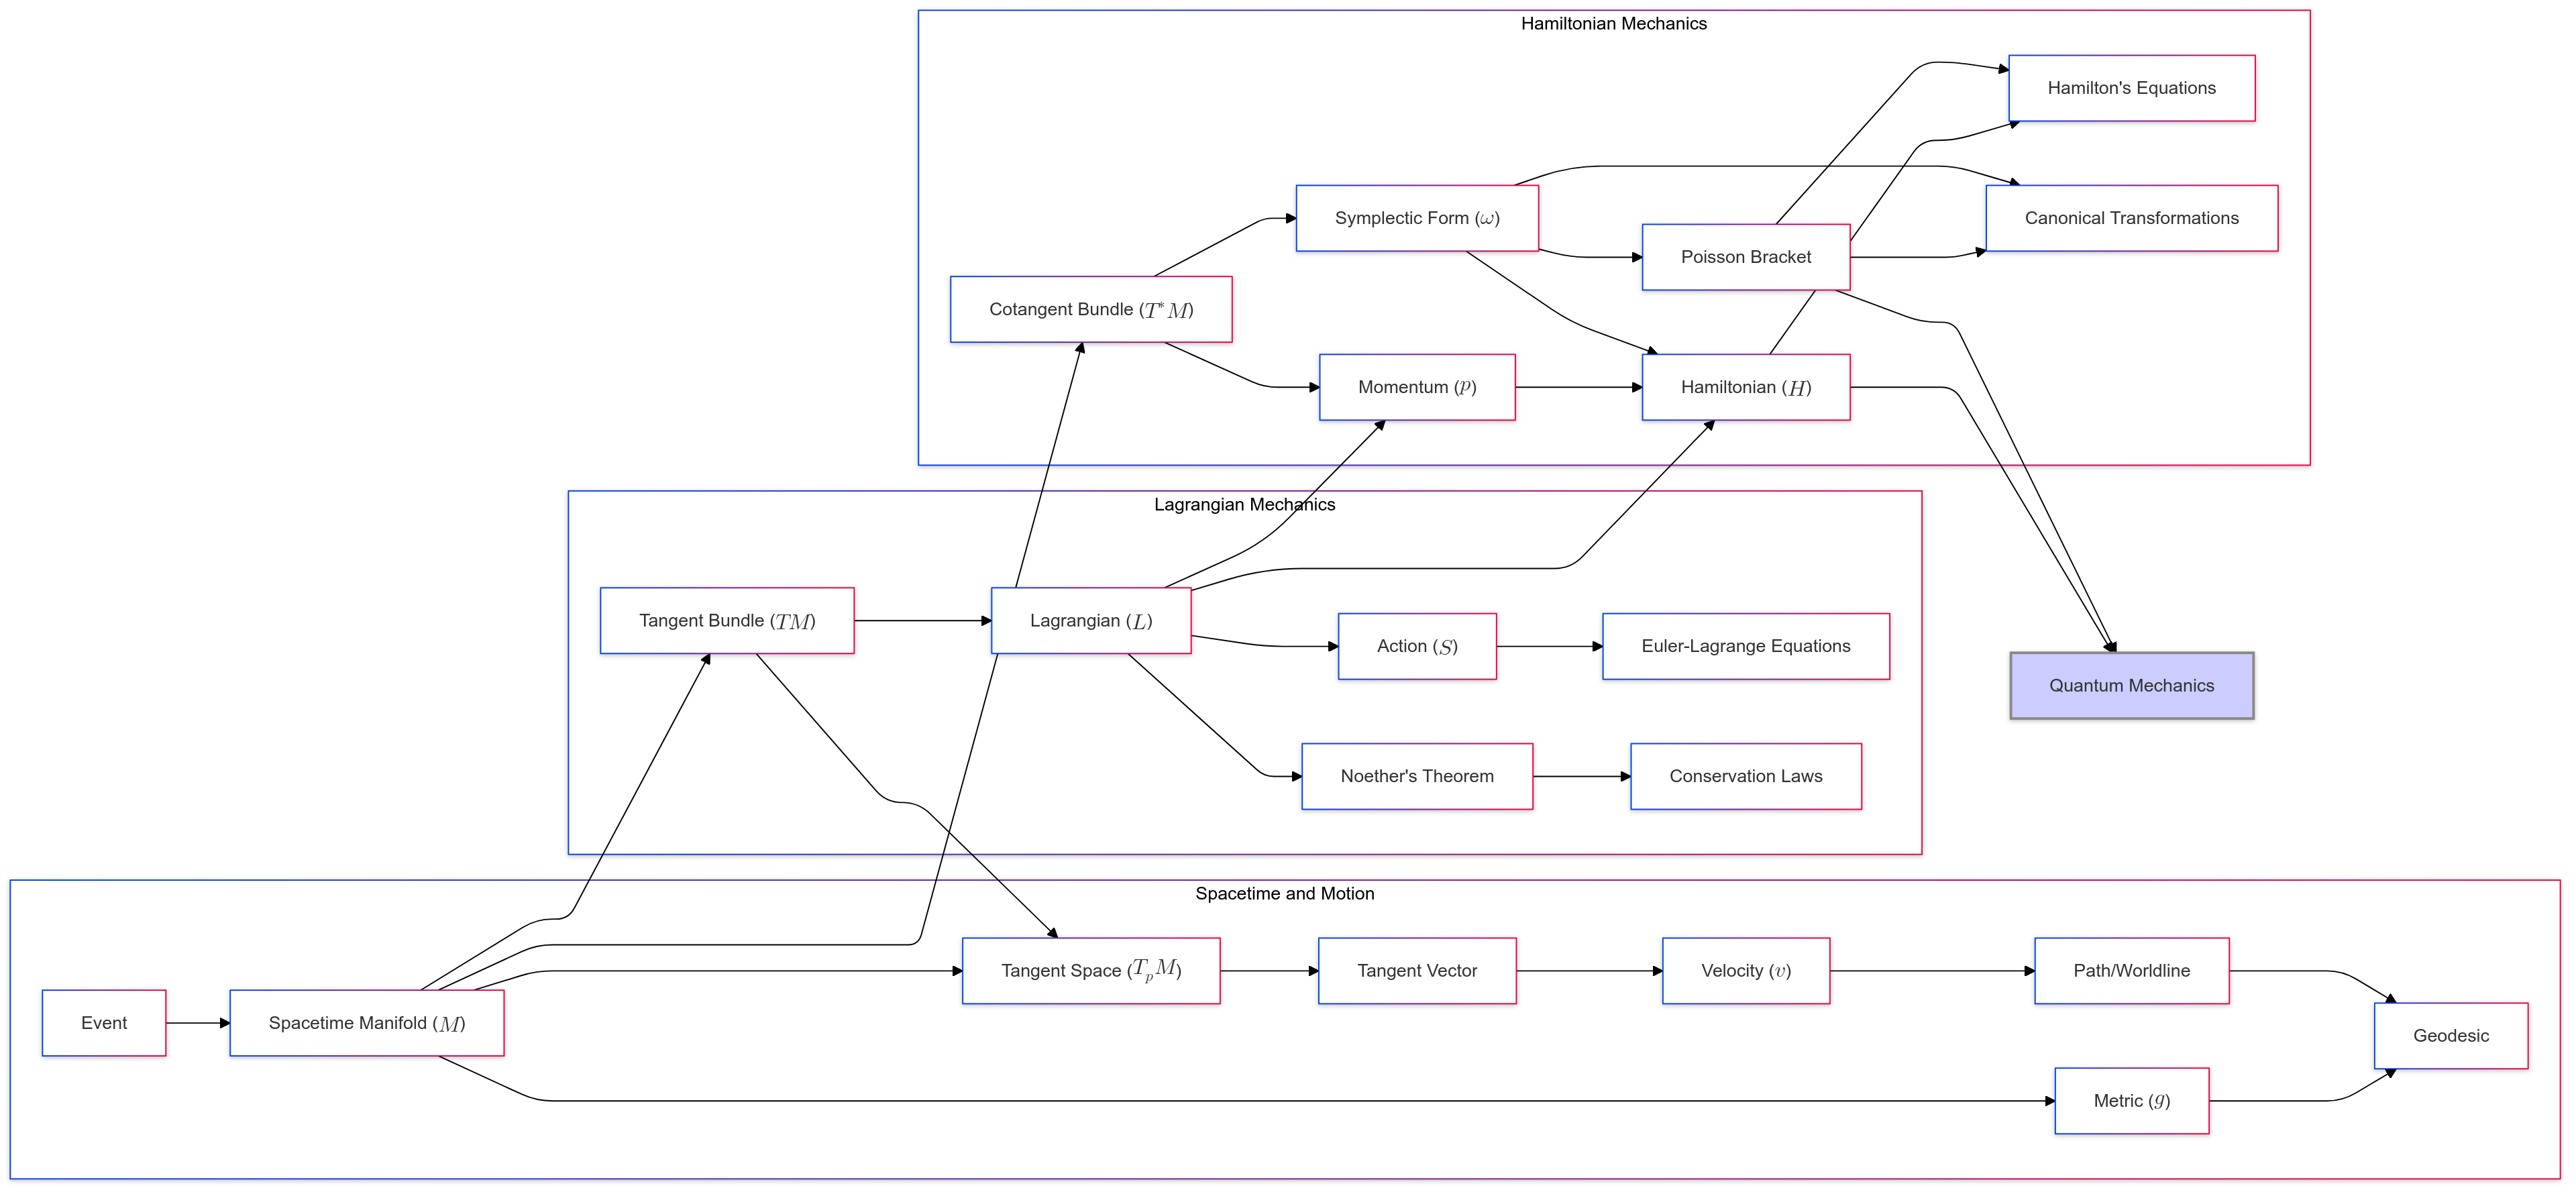 Hamiltonian Mechanics
Hamilton's Equations
Symplectic Form (ω)
Canonical Transformations
Poisson Bracket
Cotangent Bundle (T*M)
Momentum (p)
Hamiltonian (H)
Lagrangian Mechanics
Tangent Bundle (TM)
Lagrangian (L)
Action (S)
Euler-Lagrange Equations
Quantum Mechanics
Noether's Theorem
Conservation Laws
Spacetime and Motion
Tangent Space (T_pM)
Tangent Vector
Velocity (v)
Path/Worldline
Event
Spacetime Manifold (M)
Geodesic
Metric (g)